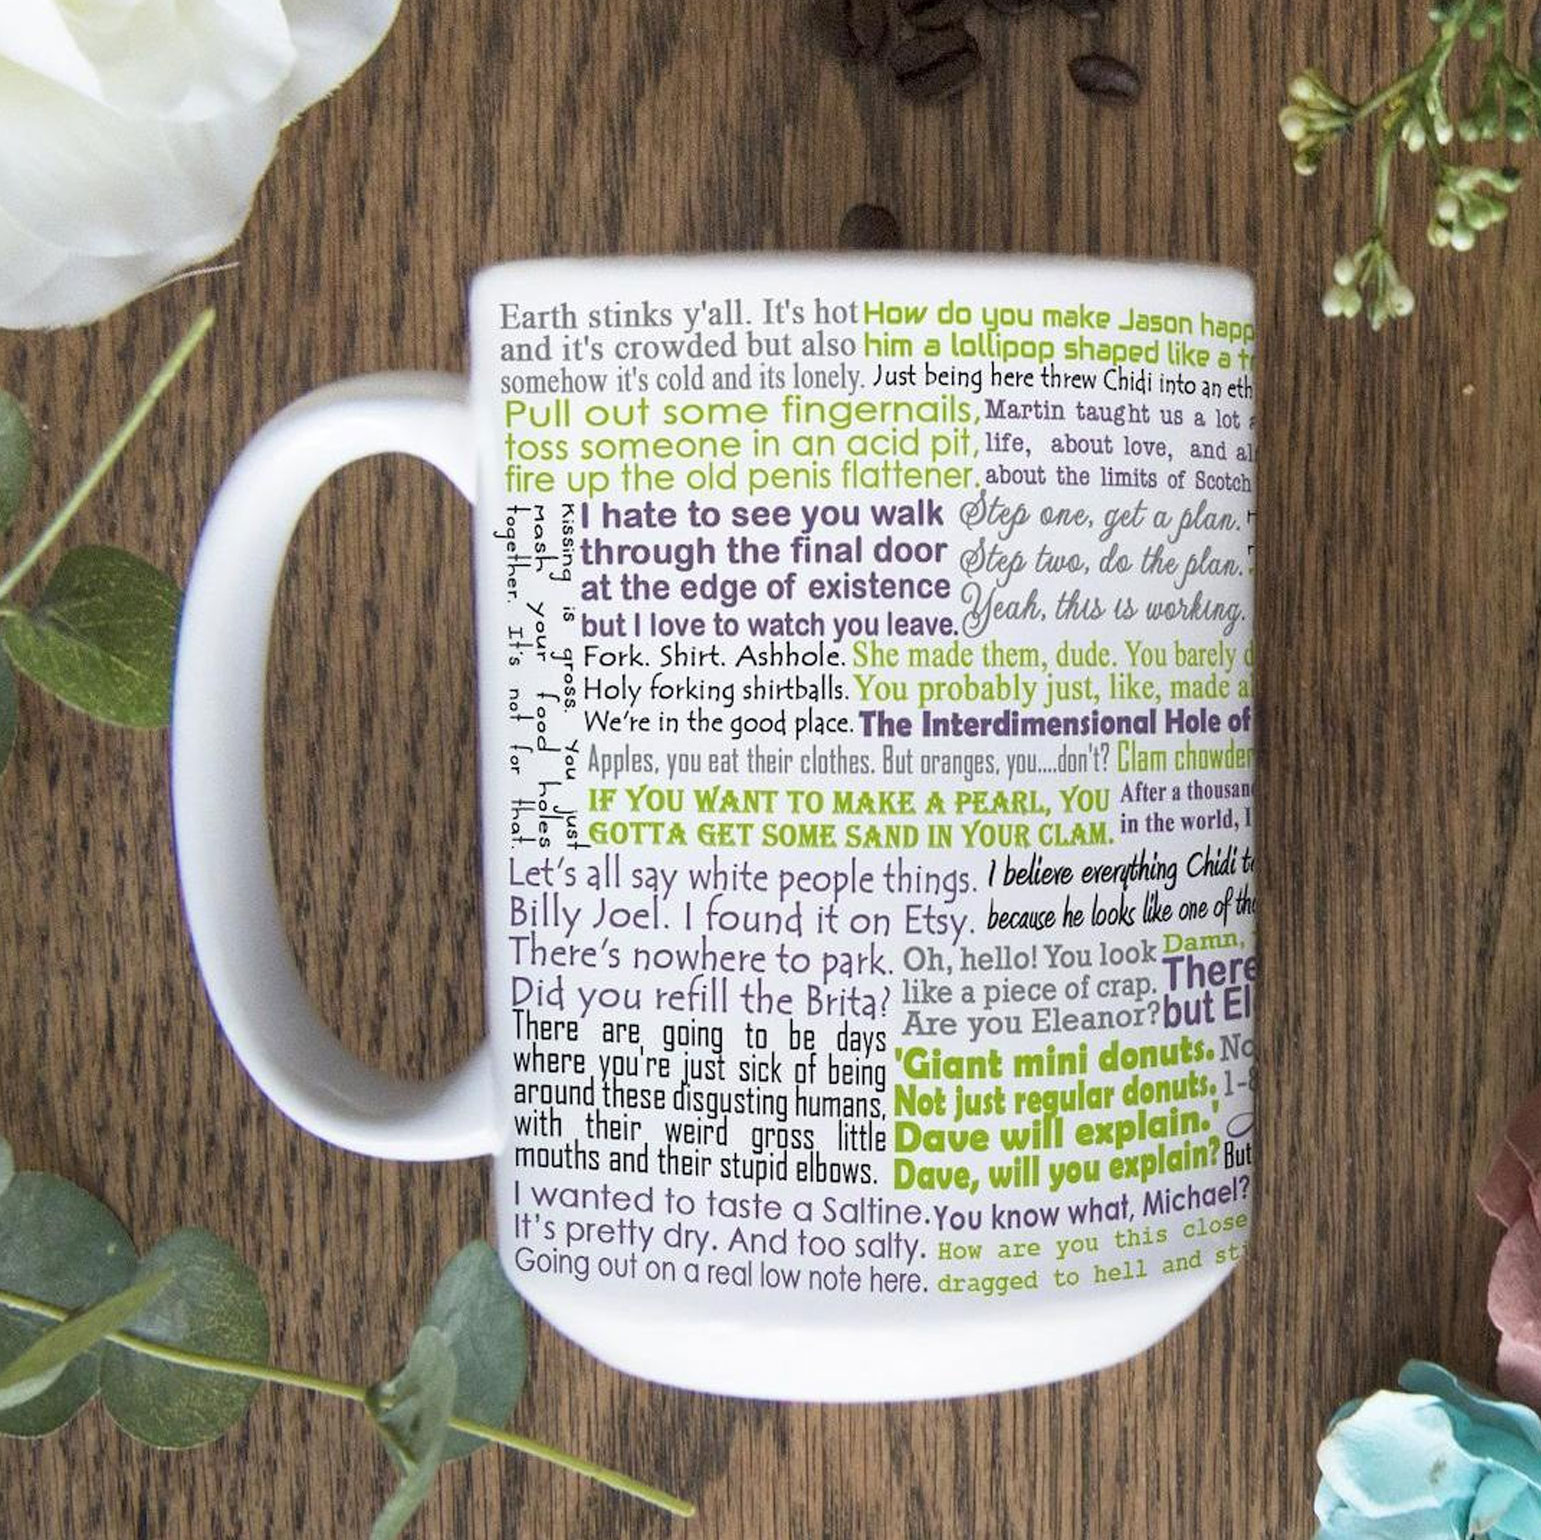 Earth stinks y'all. It's hot
and it's crowded but also
somehow it's cold and its lonely.
How do you make Jason happ
him a lollipop shaped like a
Just being here threw Chidi into an eth
Pull out some fingernails,
toss someone in an acid pit,
fire up the old penis flattener.
Martin taught us a lot
life, about love, and al
about the limits of Scotch
Kissing is gross. You just
mash your food holes
together. It's not for that.
I hate to see you walk
through the final door
at the edge of existence
but I love to watch you leave.
Step one, get a plan.
Step two, do the plan.
Yeah, this is working.
Fork. Shirt. Ashhole.
Holy forking shirtballs.
We're in the good place.
She made them, dude. You barely d
You probably just, like, made a
The Interdimensional Hole of
Apples, you eat their clothes. But oranges, you....don't?
Clam chowder
IF YOU WANT TO MAKE A PEARL, YOU
GOTTA GET SOME SAND IN YOUR CLAM.
After a thousan
in the world, I
Let's all say white people things.
Billy Joel. I found it on Etsy.
There's nowhere to park.
Did you refill the Brita?
I believe everything Chidi t
because he looks like one of the
Oh, hello! You look
like a piece of crap.
Are you Eleanor?
Damn,
There
but El
There are going to be days
where you're just sick of being
around these disgusting humans,
with their weird gross little
mouths and their stupid elbows.
'Giant mini donuts.
Not just regular donuts.
Dave will explain.'
Dave, will you explain?
No
1-8
But
I wanted to taste a Saltine.
It's pretty dry. And too salty.
Going out on a real low note here.
You know what, Michael?
How are you this close
dragged to hell and st